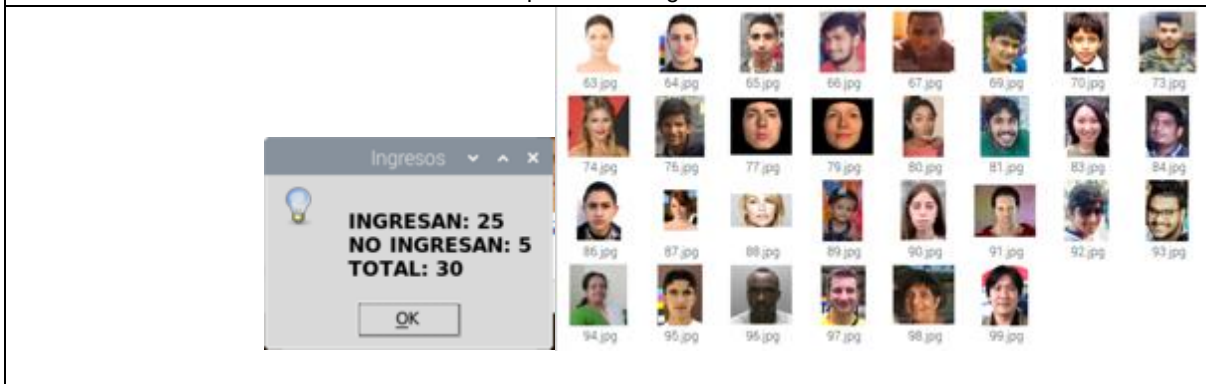 Ingresos
INGRESAN: 25
NO INGRESAN: 5
TOTAL: 30
OK
63.jpg 64.jpg 65.jpg 66.jpg 67.jpg 69.jpg 70.jpg 73.jpg
74.jpg 76.jpg 77.jpg 79.jpg 80.jpg 81.jpg 83.jpg 84.jpg
86.jpg 87.jpg 88.jpg 89.jpg 90.jpg 91.jpg 92.jpg 93.jpg
94.jpg 95.jpg 96.jpg 97.jpg 98.jpg 99.jpg